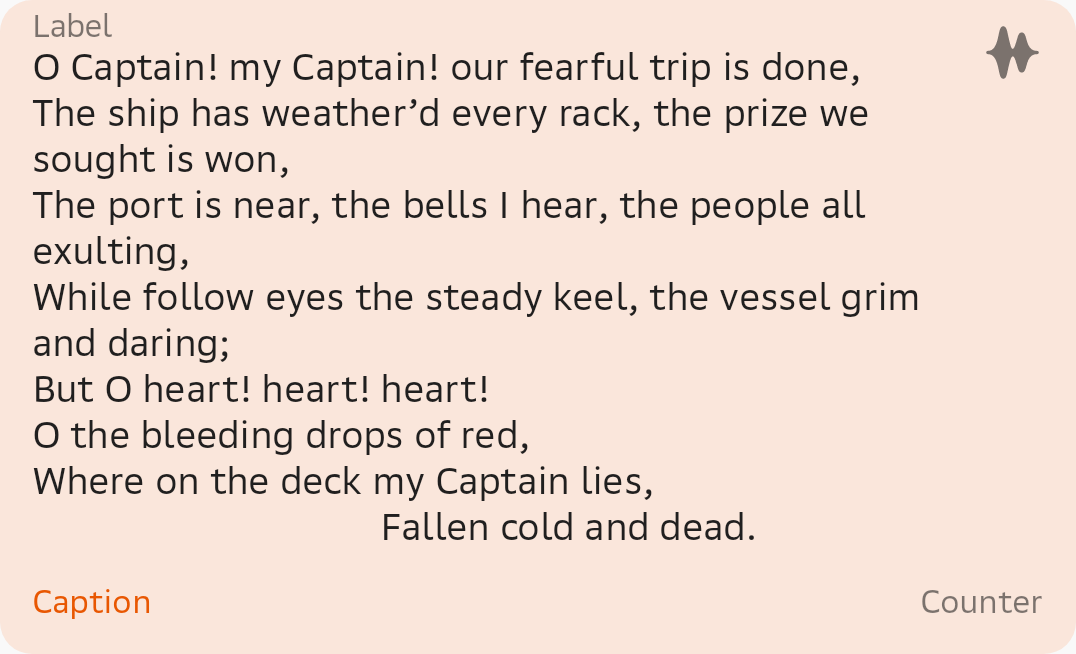 Label
O Captain! my Captain! our fearful trip is done,
The ship has weather’d every rack, the prize we
sought is won,
The port is near, the bells I hear, the people all
exulting,
While follow eyes the steady keel, the vessel grim
and daring;
But O heart! heart! heart!
O the bleeding drops of red,
Where on the deck my Captain lies,
Fallen cold and dead.
Caption
Counter